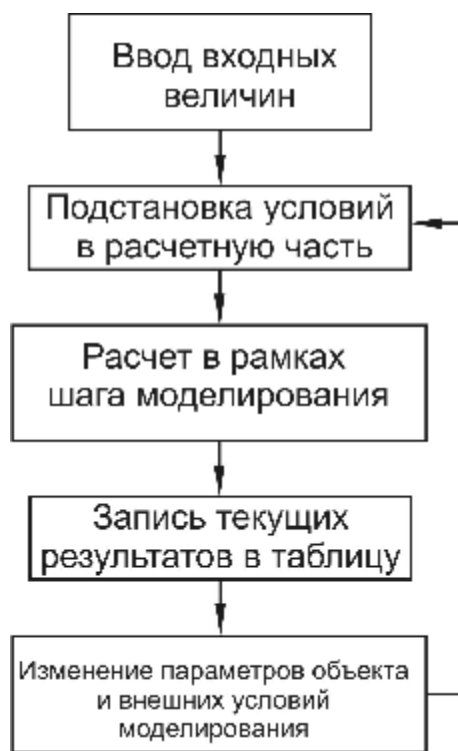 Ввод входных
величин
Подстановка условий
в расчетную часть
Расчет в рамках
шага моделирования
Запись текущих
результатов в таблицу
Изменение параметров объекта
и внешних условий
моделирования